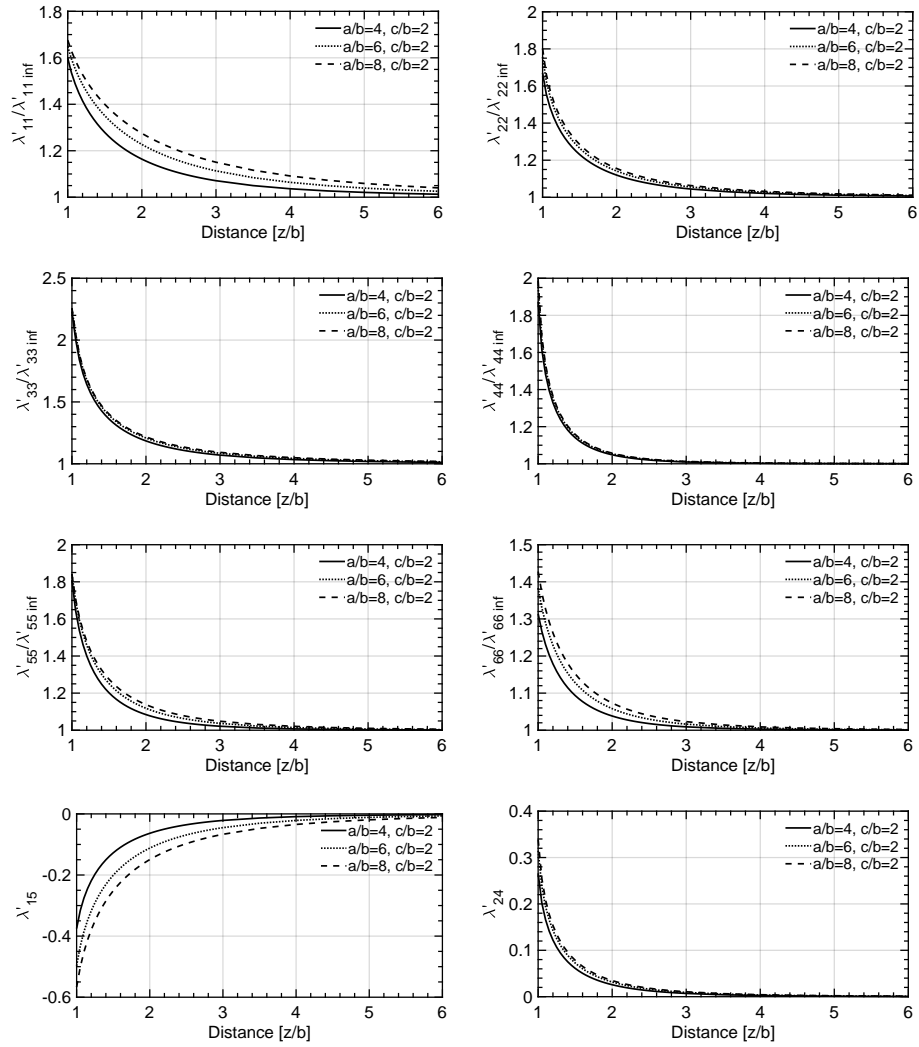 a/b=4, c/b=2
a/b=6, c/b=2
a/b=8, c/b=2
λ'11/λ'11 inf
1.8
1.6
1.4
1.2
1
1 2 3 4 5 6
Distance [z/b]
a/b=4, c/b=2
a/b=6, c/b=2
a/b=8, c/b=2
λ'22/λ'22 inf
2
1.8
1.6
1.4
1.2
1
1 2 3 4 5 6
Distance [z/b]
a/b=4, c/b=2
a/b=6, c/b=2
a/b=8, c/b=2
λ'33/λ'33 inf
2.5
2
1.5
1
1 2 3 4 5 6
Distance [z/b]
a/b=4, c/b=2
a/b=6, c/b=2
a/b=8, c/b=2
λ'44/λ'44 inf
2
1.8
1.6
1.4
1.2
1
1 2 3 4 5 6
Distance [z/b]
a/b=4, c/b=2
a/b=6, c/b=2
a/b=8, c/b=2
λ'55/λ'55 inf
2
1.8
1.6
1.4
1.2
1
1 2 3 4 5 6
Distance [z/b]
a/b=4, c/b=2
a/b=6, c/b=2
a/b=8, c/b=2
λ'66/λ'66 inf
1.5
1.4
1.3
1.2
1.1
1
1 2 3 4 5 6
Distance [z/b]
a/b=4, c/b=2
a/b=6, c/b=2
a/b=8, c/b=2
λ'15
0
-0.2
-0.4
-0.6
1 2 3 4 5 6
Distance [z/b]
a/b=4, c/b=2
a/b=6, c/b=2
a/b=8, c/b=2
λ'24
0.4
0.3
0.2
0.1
0
1 2 3 4 5 6
Distance [z/b]